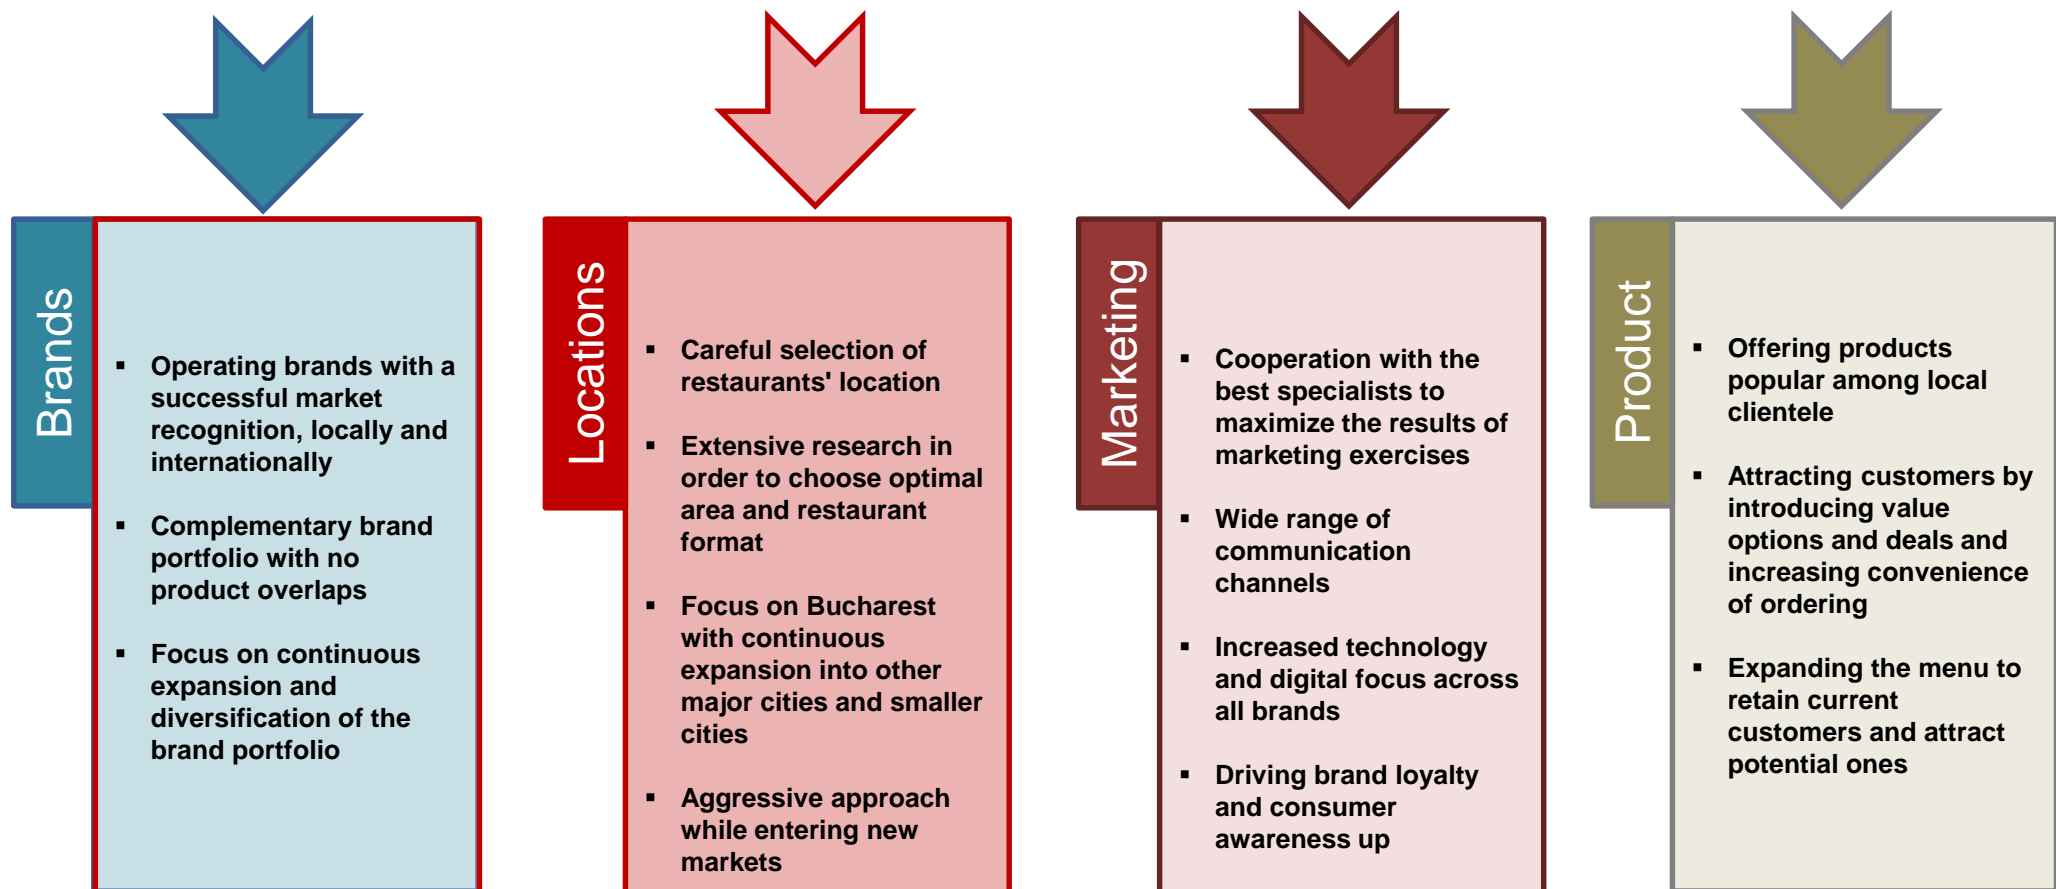 Brands
▪ Operating brands with a
successful market
recognition, locally and
internationally
▪ Complementary brand
portfolio with no
product overlaps
▪ Focus on continuous
expansion and
diversification of the
brand portfolio
Locations
▪ Careful selection of
restaurants' location
▪ Extensive research in
order to choose optimal
area and restaurant
format
▪ Focus on Bucharest
with continuous
expansion into other
major cities and smaller
cities
▪ Aggressive approach
while entering new
markets
Marketing
▪ Cooperation with the
best specialists to
maximize the results of
marketing exercises
▪ Wide range of
communication
channels
▪ Increased technology
and digital focus across
all brands
▪ Driving brand loyalty
and consumer
awareness up
Product
▪ Offering products
popular among local
clientele
▪ Attracting customers by
introducing value
options and deals and
increasing convenience
of ordering
▪ Expanding the menu to
retain current
customers and attract
potential ones